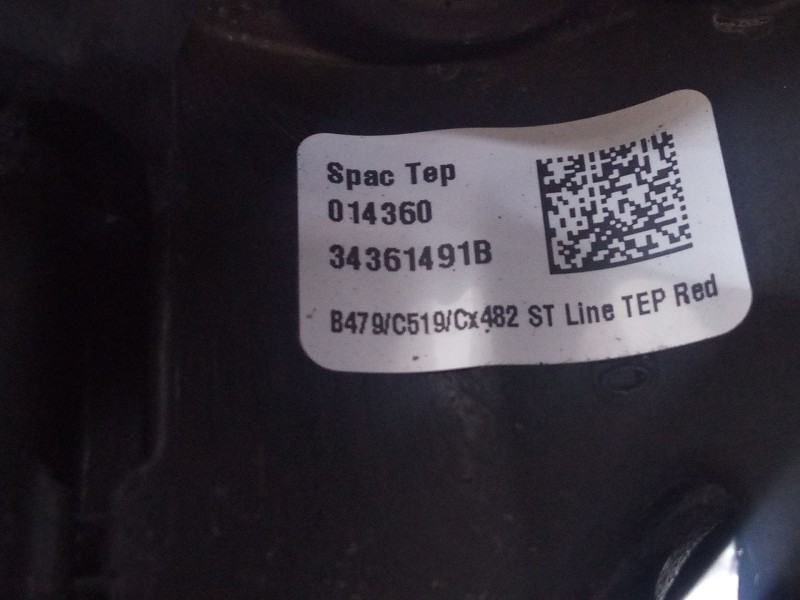 Spac Tep
014360
34361491B
B479/C519/Cx482 ST Line TEP Red